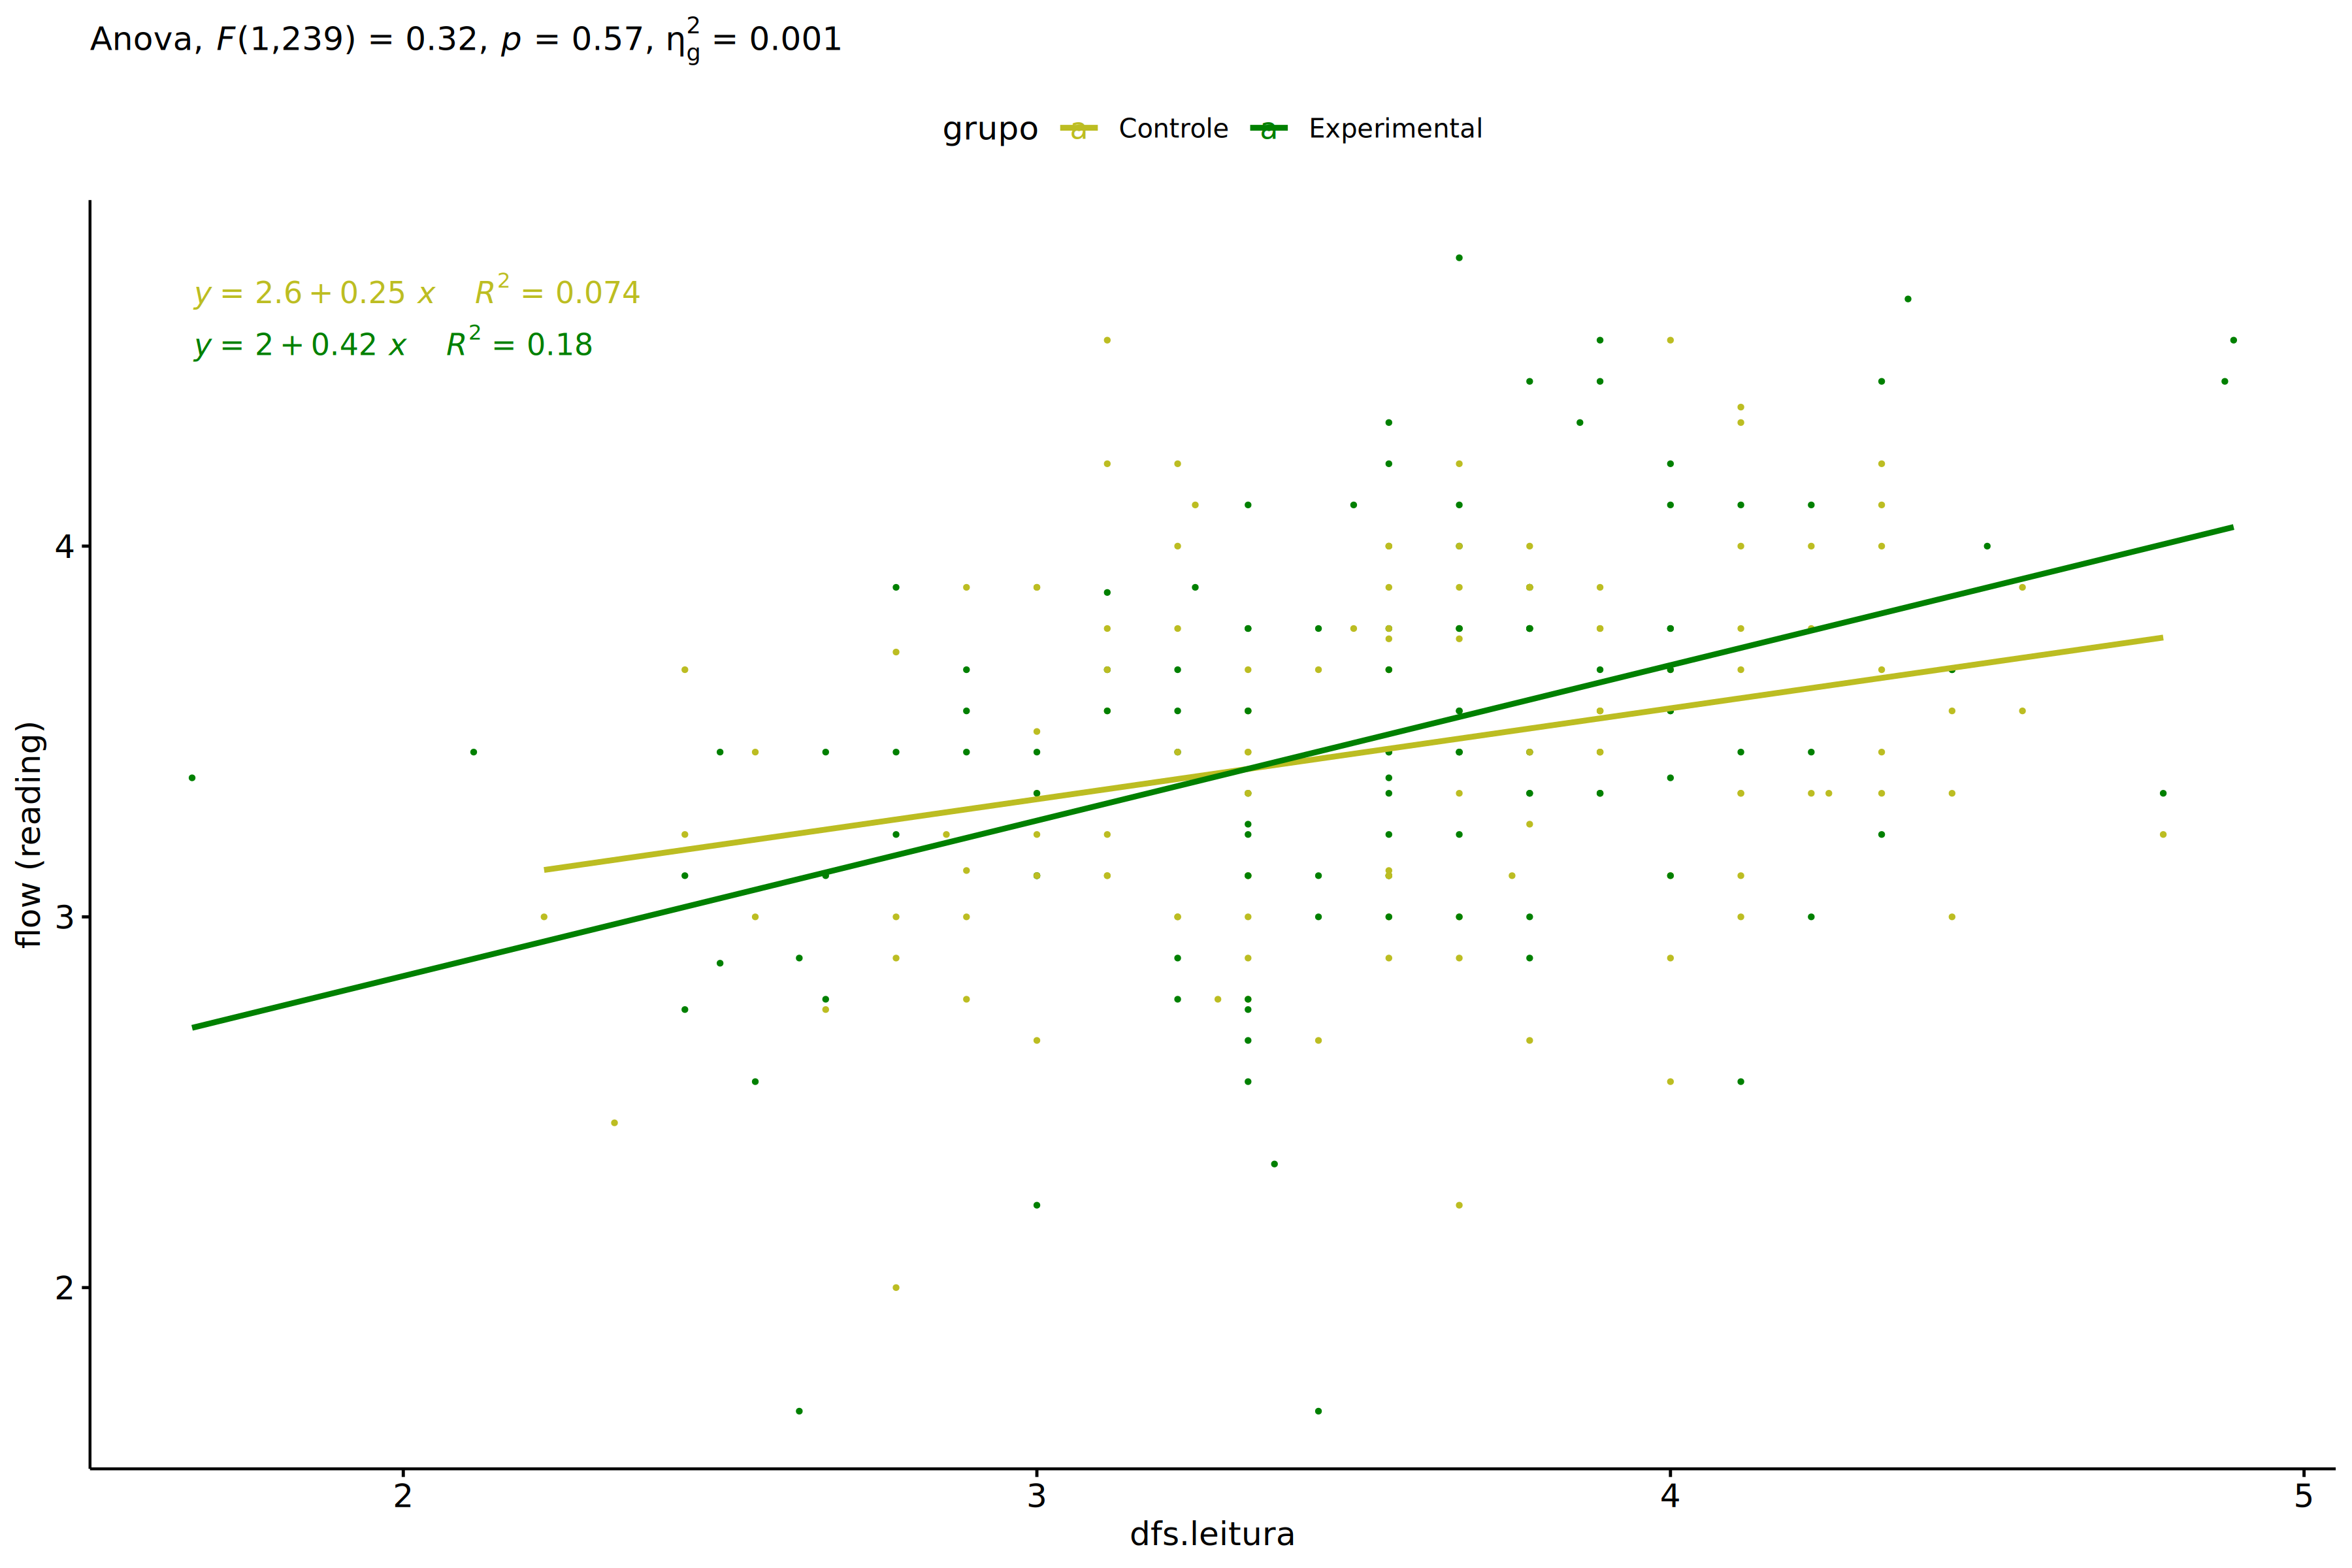 Anova, F(1,239) = 0.32, p = 0.57, η²g = 0.001
grupo a Controle a Experimental
y = 2.6 + 0.25 x R² = 0.074
y = 2 + 0.42 x R² = 0.18
flow (reading)
4
3
2
2 3 4 5
dfs.leitura